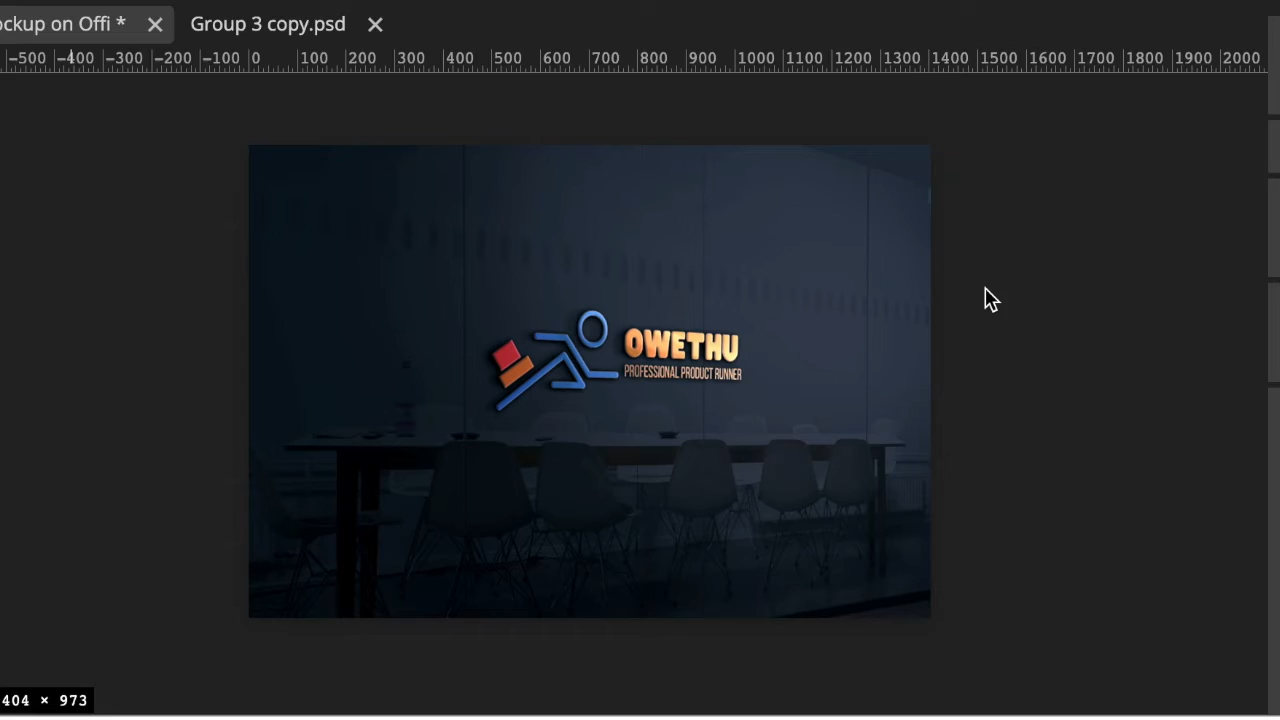 ockup on Offi * × Group 3 copy.psd ×
-500 -400 -300 -200 -100 0 100 200 300 400 500 600 700 800 900 1000 1100 1200 1300 1400 1500 1600 1700 1800 1900 2000
OWETHU
PROFESSIONAL PRODUCT RUNNER
404 × 973